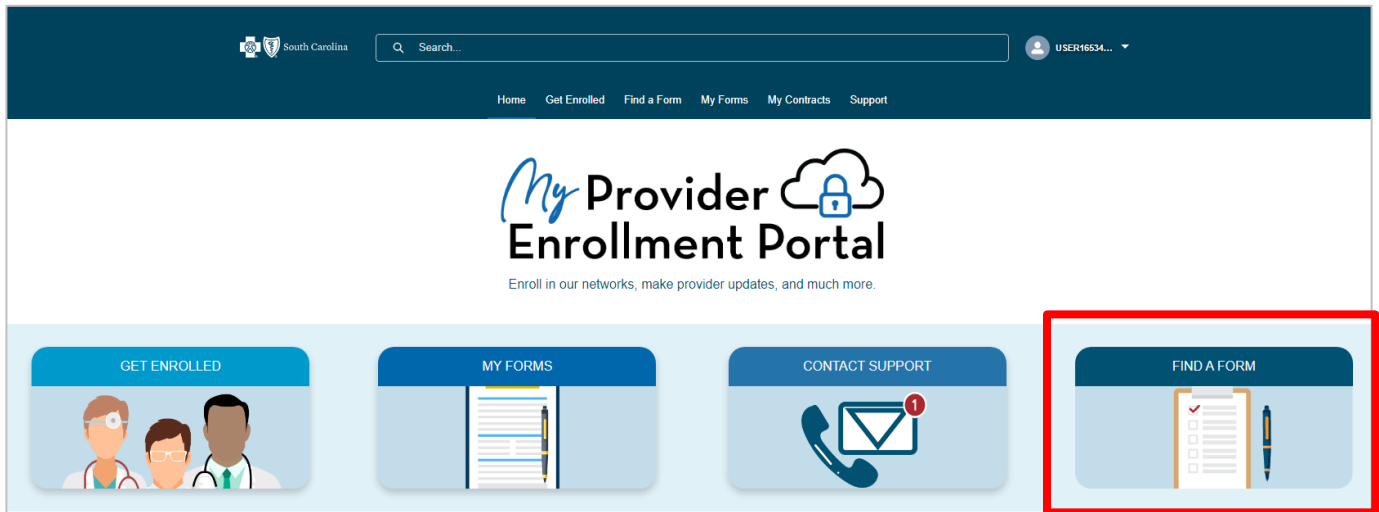 South Carolina
Search...
USER16534...
Home Get Enrolled Find a Form My Forms My Contracts Support
My Provider
Enrollment Portal
Enroll in our networks, make provider updates, and much more.
GET ENROLLED
MY FORMS
CONTACT SUPPORT
FIND A FORM
1